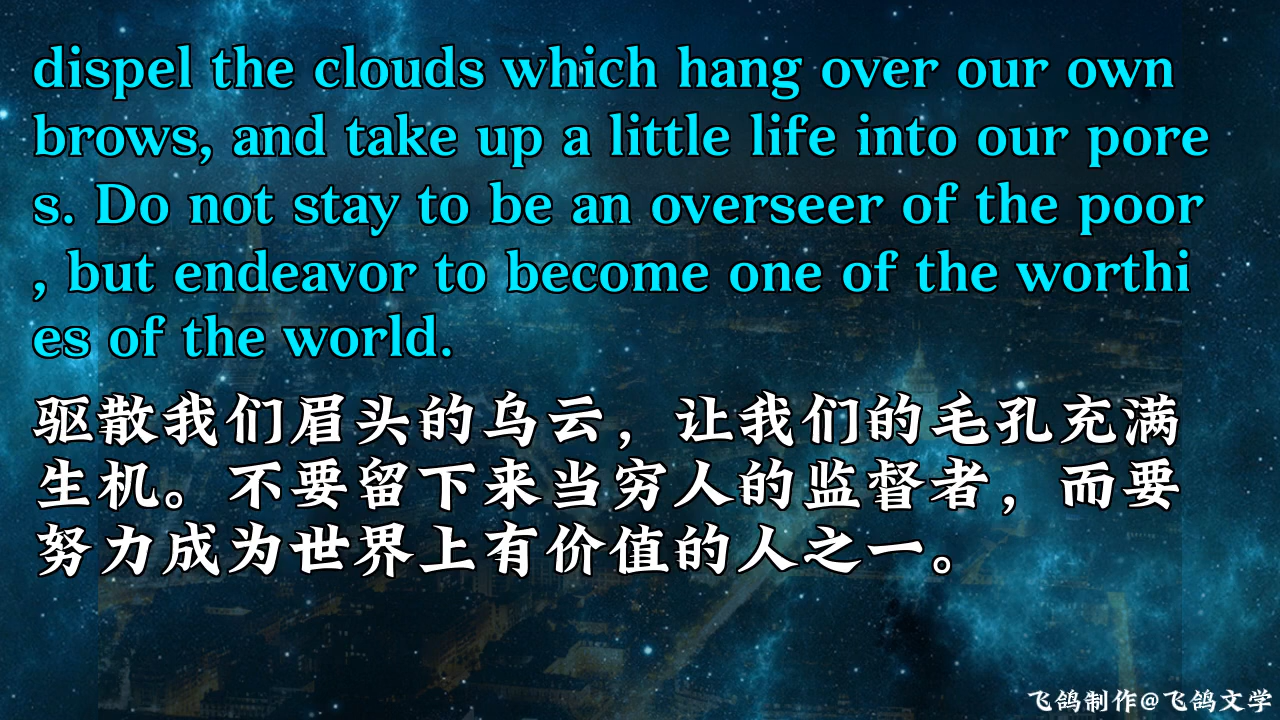 dispel the clouds which hang over our own
brows, and take up a little life into our pore
s. Do not stay to be an overseer of the poor
, but endeavor to become one of the worthi
es of the world.
驱散我们眉头的乌云，让我们的毛孔充满
生机。不要留下来当穷人的监督者，而要
努力成为世界上有价值的人之一。
飞鸽制作@飞鸽文学